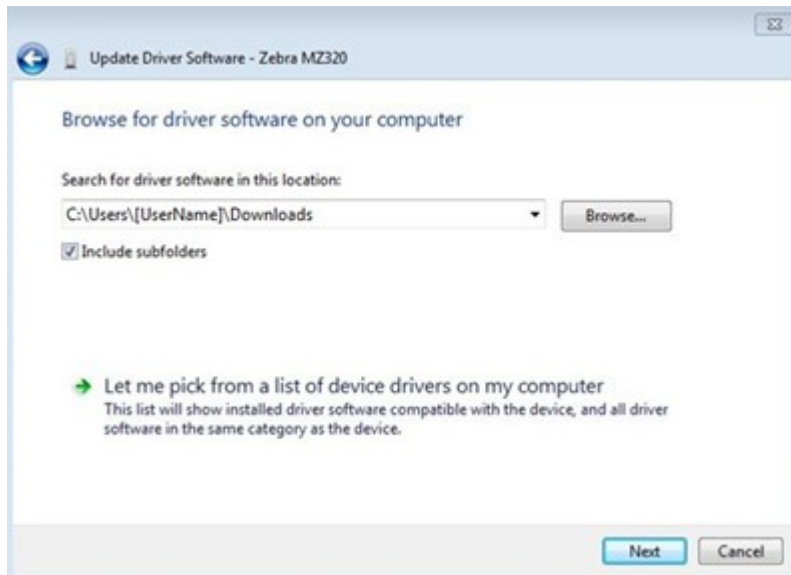 Update Driver Software - Zebra MZ320
Browse for driver software on your computer
Search for driver software in this location:
C:\Users\[UserName]\Downloads
Browse...
Include subfolders
Let me pick from a list of device drivers on my computer
This list will show installed driver software compatible with the device, and all driver
software in the same category as the device.
Next
Cancel